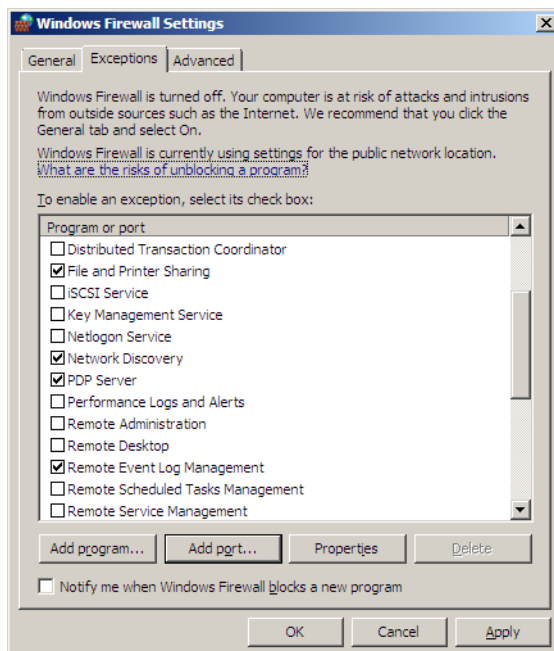 Windows Firewall Settings
General Exceptions Advanced
Windows Firewall is turned off. Your computer is at risk of attacks and intrusions
from outside sources such as the Internet. We recommend that you click the
General tab and select On.
Windows Firewall is currently using settings for the public network location.
What are the risks of unblocking a program?
To enable an exception, select its check box:
Program or port
Distributed Transaction Coordinator
File and Printer Sharing
iSCSI Service
Key Management Service
Netlogon Service
Network Discovery
PDP Server
Performance Logs and Alerts
Remote Administration
Remote Desktop
Remote Event Log Management
Remote Scheduled Tasks Management
Remote Service Management
Add program... Add port... Properties Delete
Notify me when Windows Firewall blocks a new program
OK Cancel Apply